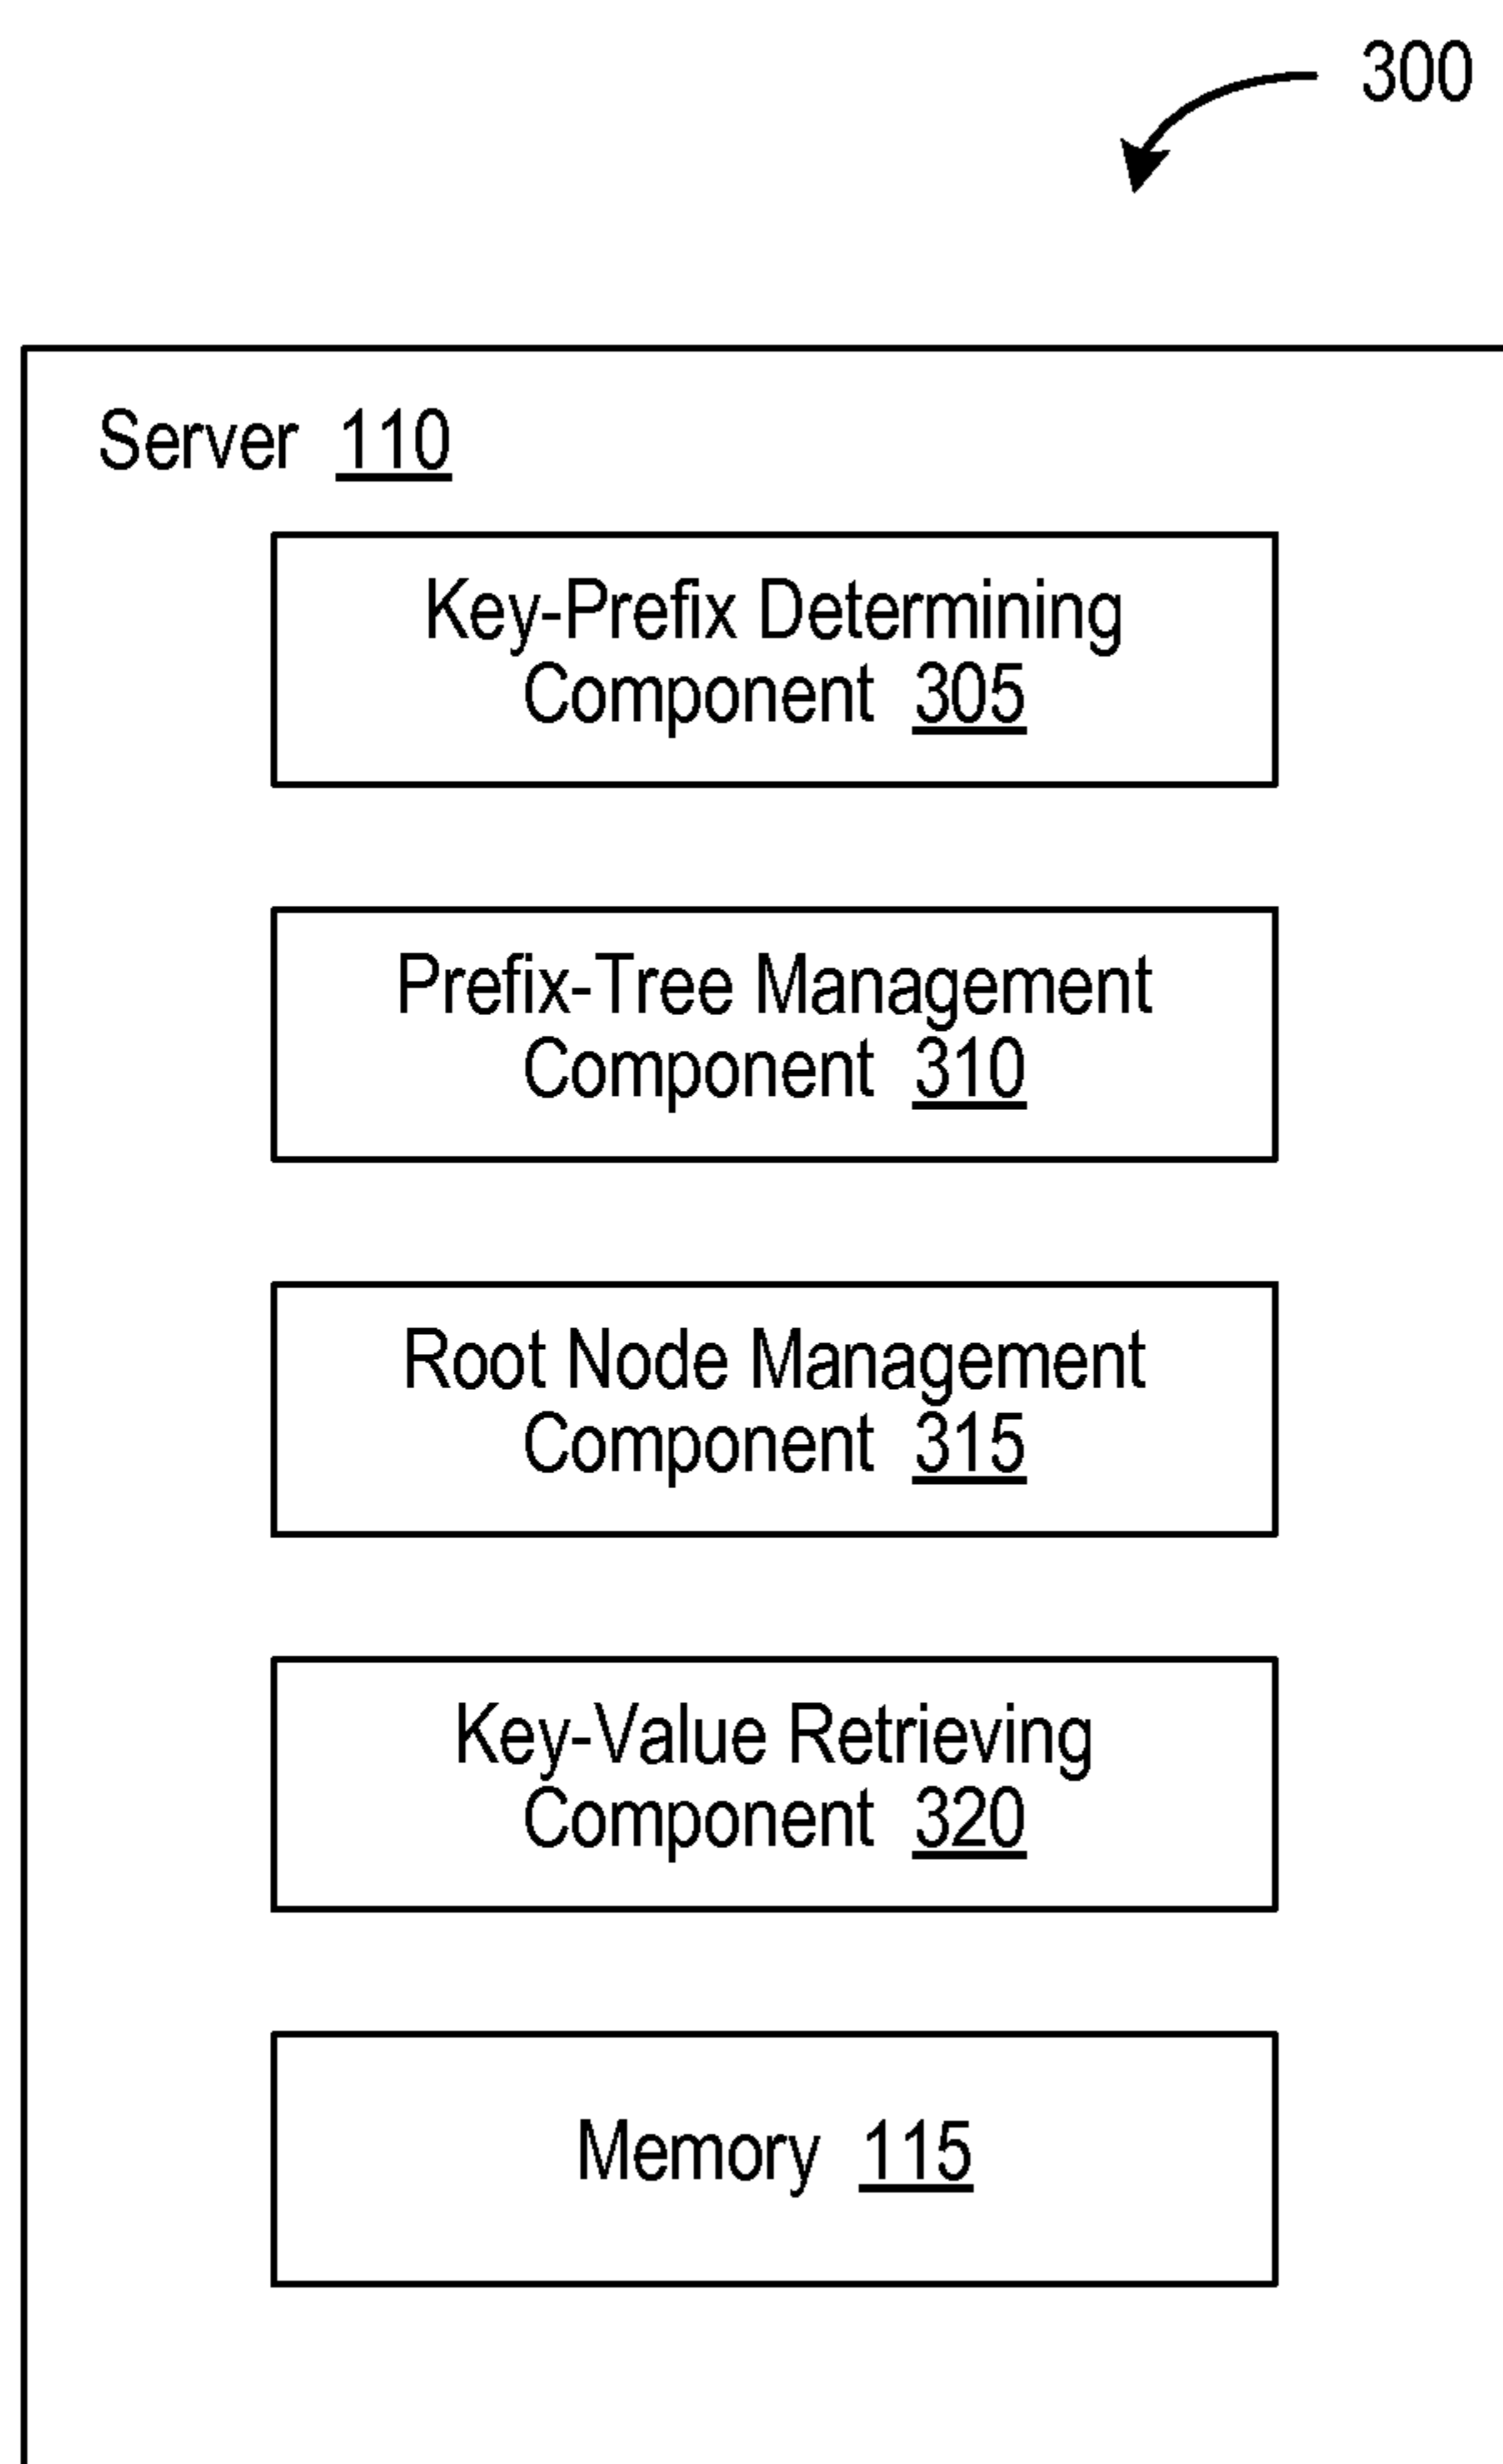 300
Server 110
Key-Prefix Determining
Component 305
Prefix-Tree Management
Component 310
Root Node Management
Component 315
Key-Value Retrieving
Component 320
Memory 115